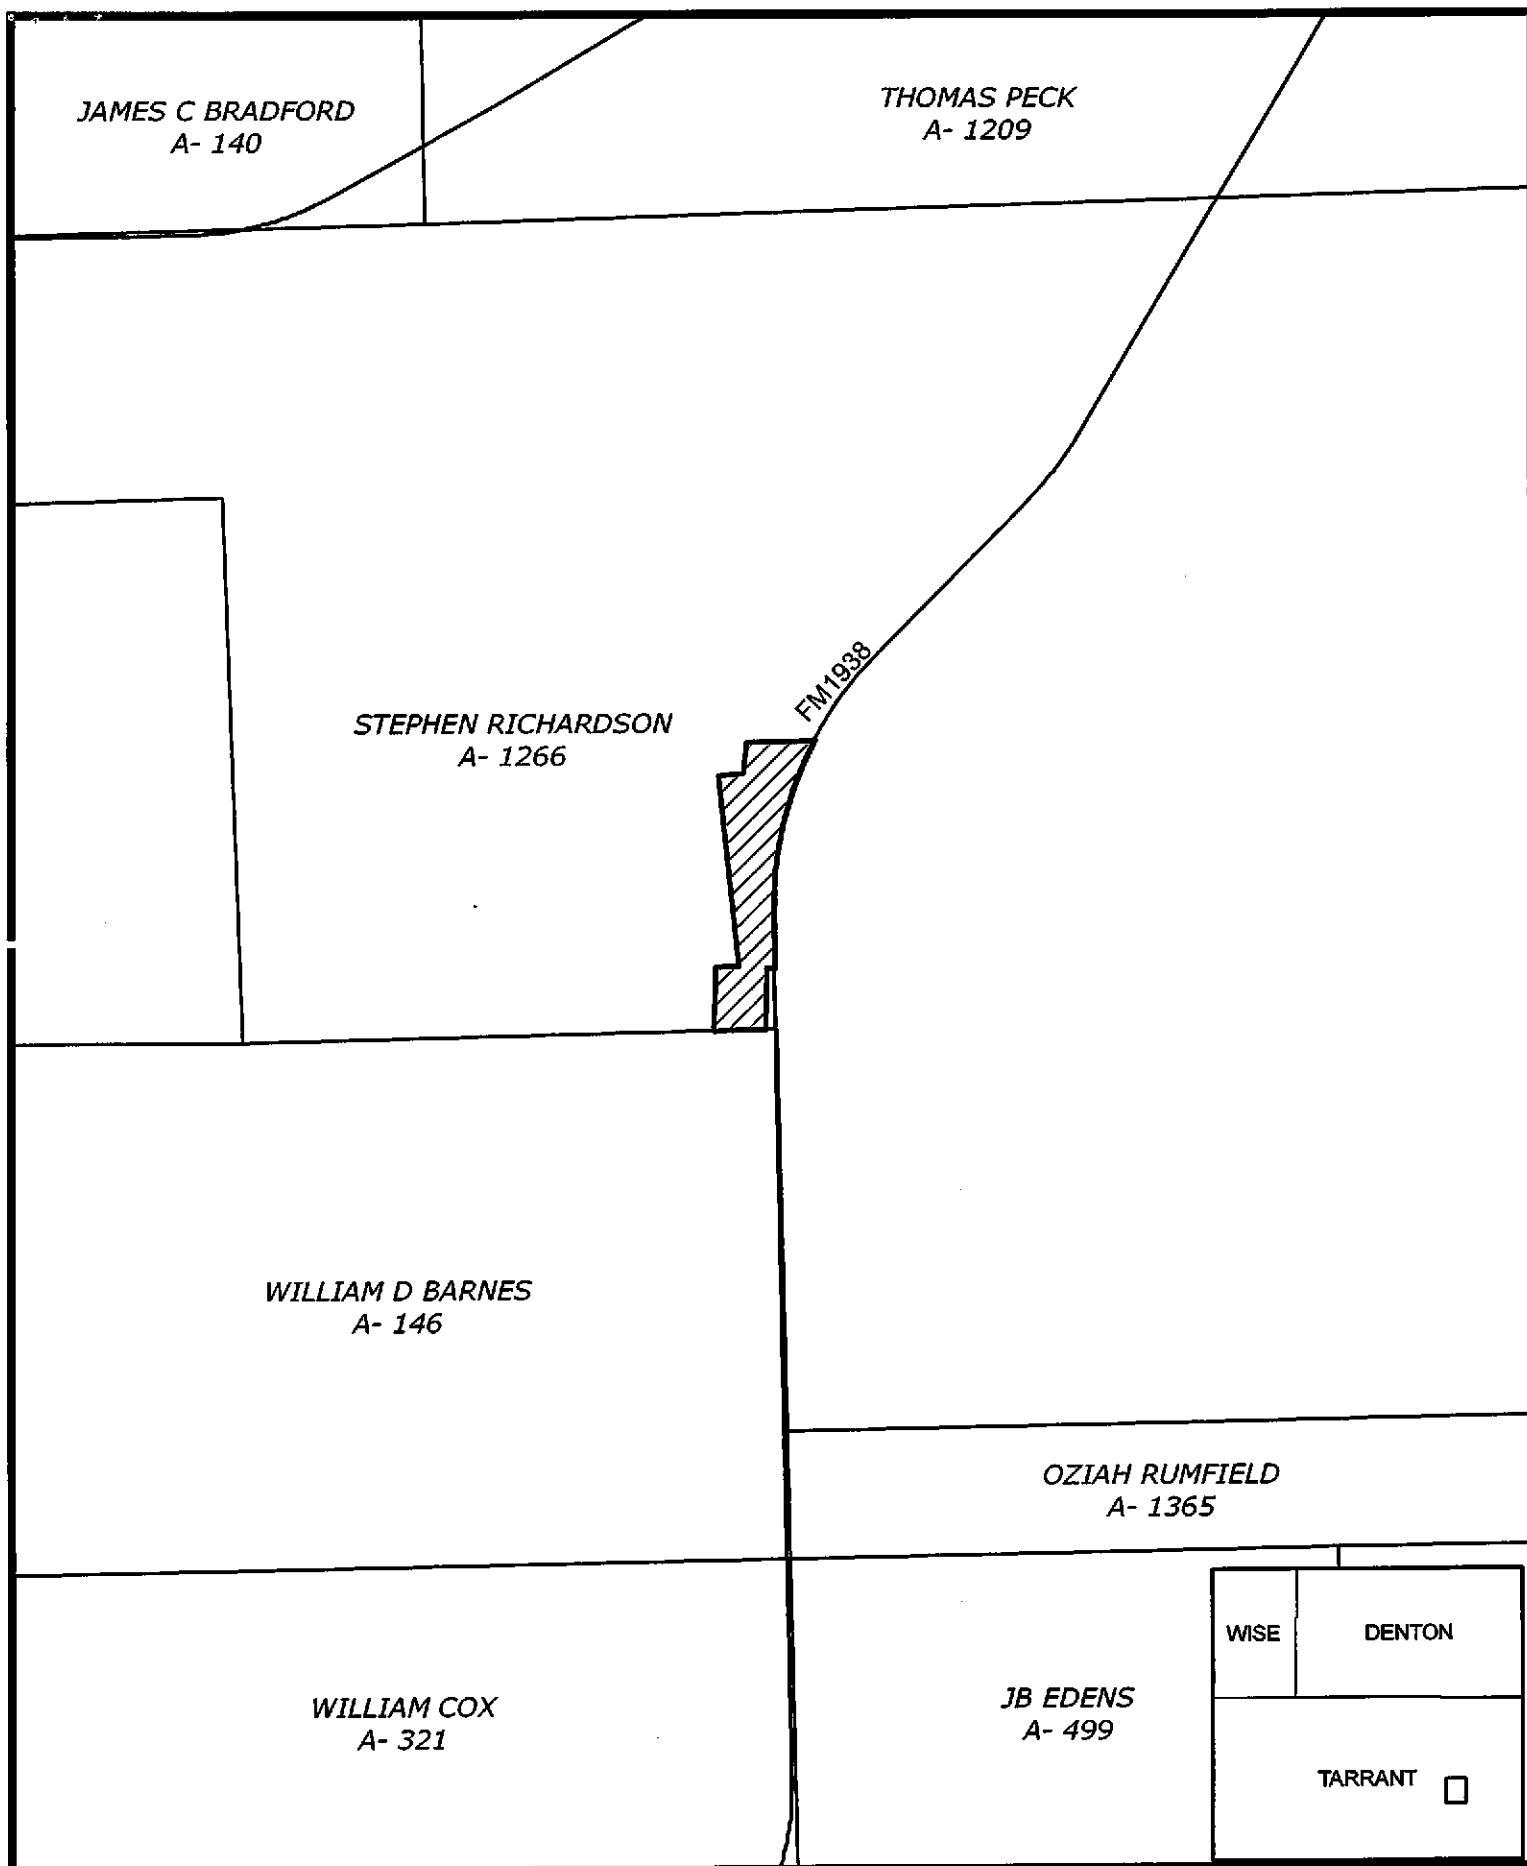 JAMES C BRADFORD
A- 140
THOMAS PECK
A- 1209
FM1938
STEPHEN RICHARDSON
A- 1266
WILLIAM D BARNES
A- 146
OZIAH RUMFIELD
A- 1365
WILLIAM COX
A- 321
JB EDENS
A- 499
WISE
DENTON
TARRANT